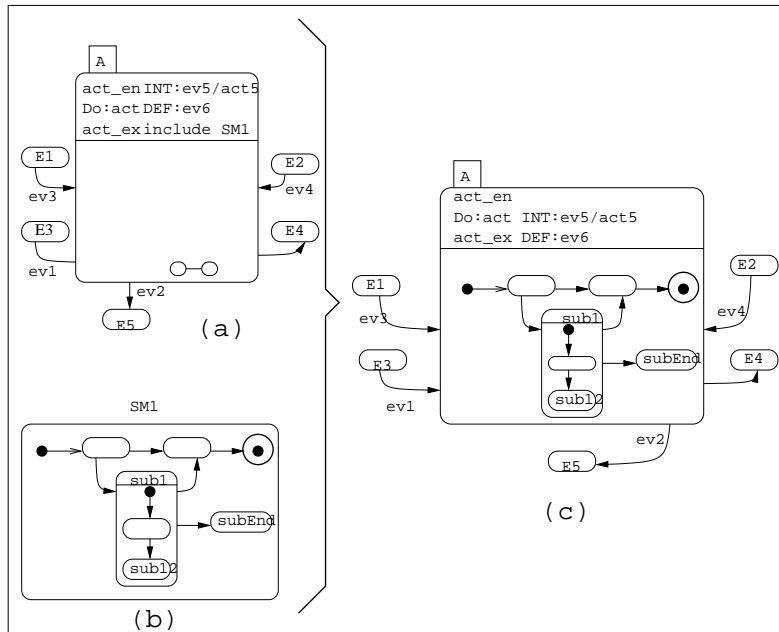 A
act_en INT:ev5/act5
Do:act DEF:ev6
act_ex include SM1
E1
E2
ev3
ev4
E3
E4
ev1
ev2
E5
(a)
SM1
sub1
subEnd
sub12
(b)
A
act_en
Do:act INT:ev5/act5
act_ex DEF:ev6
E1
E2
ev3
sub1
ev4
E3
subEnd
E4
ev1
sub12
ev2
E5
(c)